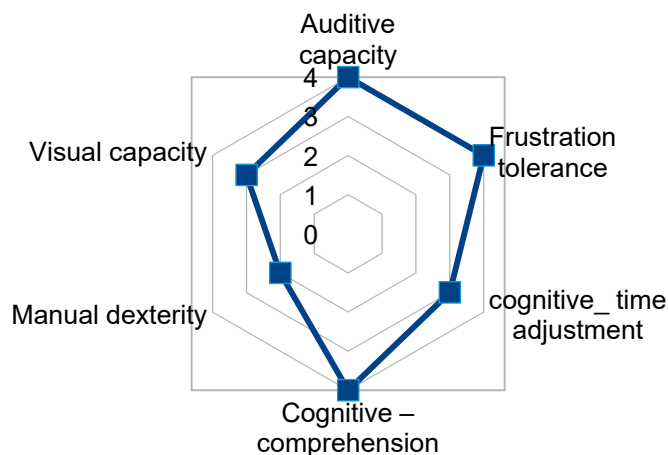 Auditive
capacity
4
3
2
1
0
Visual capacity
Frustration
tolerance
Manual dexterity
cognitive_ time
adjustment
Cognitive –
comprehension